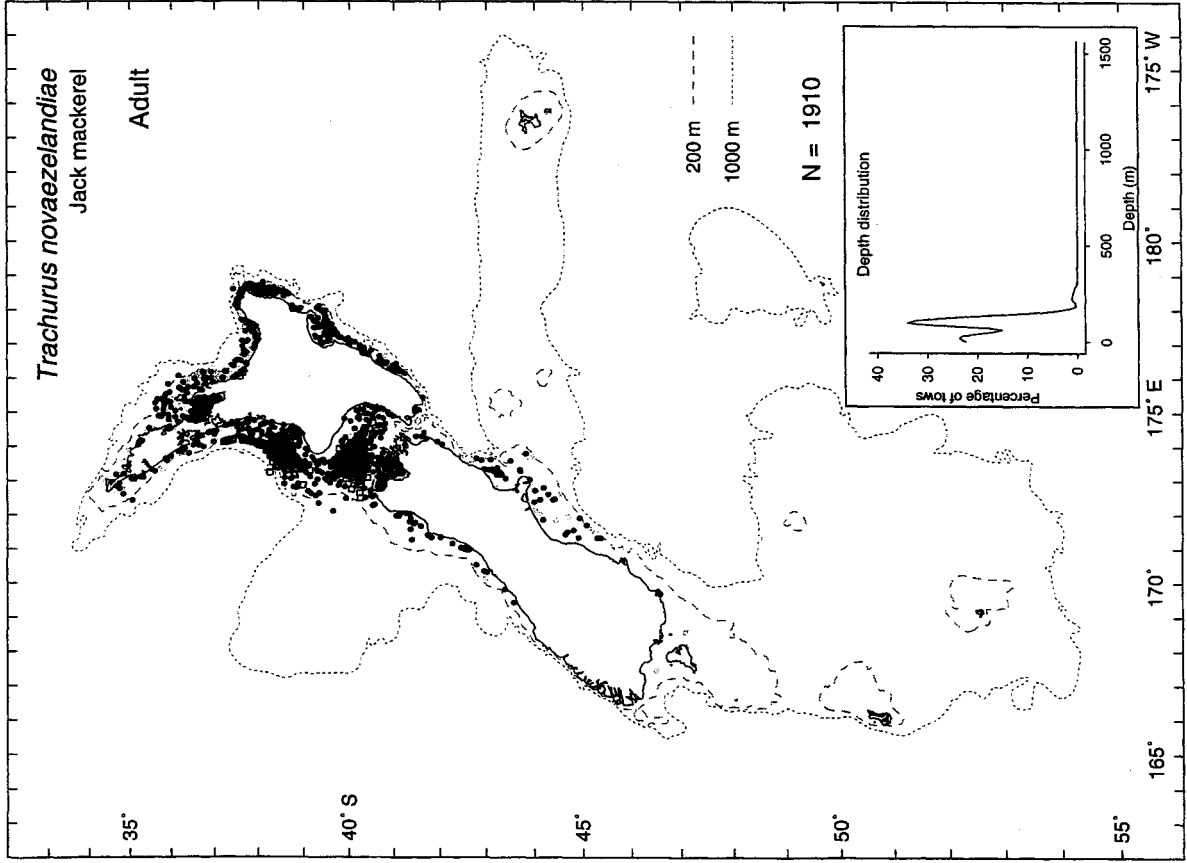 Trachurus novaezelandiae
Jack mackerel
Adult
35°
40° S
45°
50°
55°
165°
170°
175° E
180°
175° W
200 m
1000 m
N = 1910
Depth distribution
Percentage of tows
40
30
20
10
0
0
500
1000
1500
Depth (m)